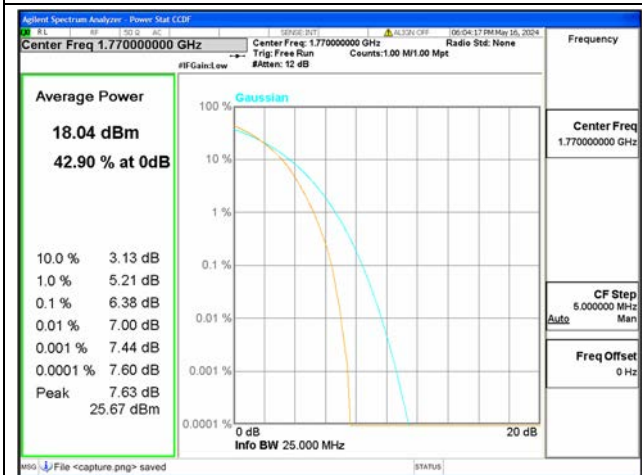 Agilent Spectrum Analyzer - Power Stat CCDF
RL RF 50 Ω AC SENSE:INT ALIGN OFF 06:04:17 PM May 16, 2024
Center Freq 1.770000000 GHz
Center Freq: 1.770000000 GHz Radio Std: None
Trig: Free Run Counts:1.00 M/1.00 Mpt
#IFGain:Low #Atten: 12 dB
Frequency
Average Power
18.04 dBm
42.90 % at 0dB
10.0 % 3.13 dB
1.0 % 5.21 dB
0.1 % 6.38 dB
0.01 % 7.00 dB
0.001 % 7.44 dB
0.0001 % 7.60 dB
Peak 7.63 dB
25.67 dBm
Gaussian
100 %
10 %
1 %
0.1 %
0.01 %
0.001 %
0.0001 %
0 dB 20 dB
Info BW 25.000 MHz
Center Freq
1.770000000 GHz
CF Step
5.000000 MHz
Auto Man
Freq Offset
0 Hz
MSG File <capture.png> saved STATUS